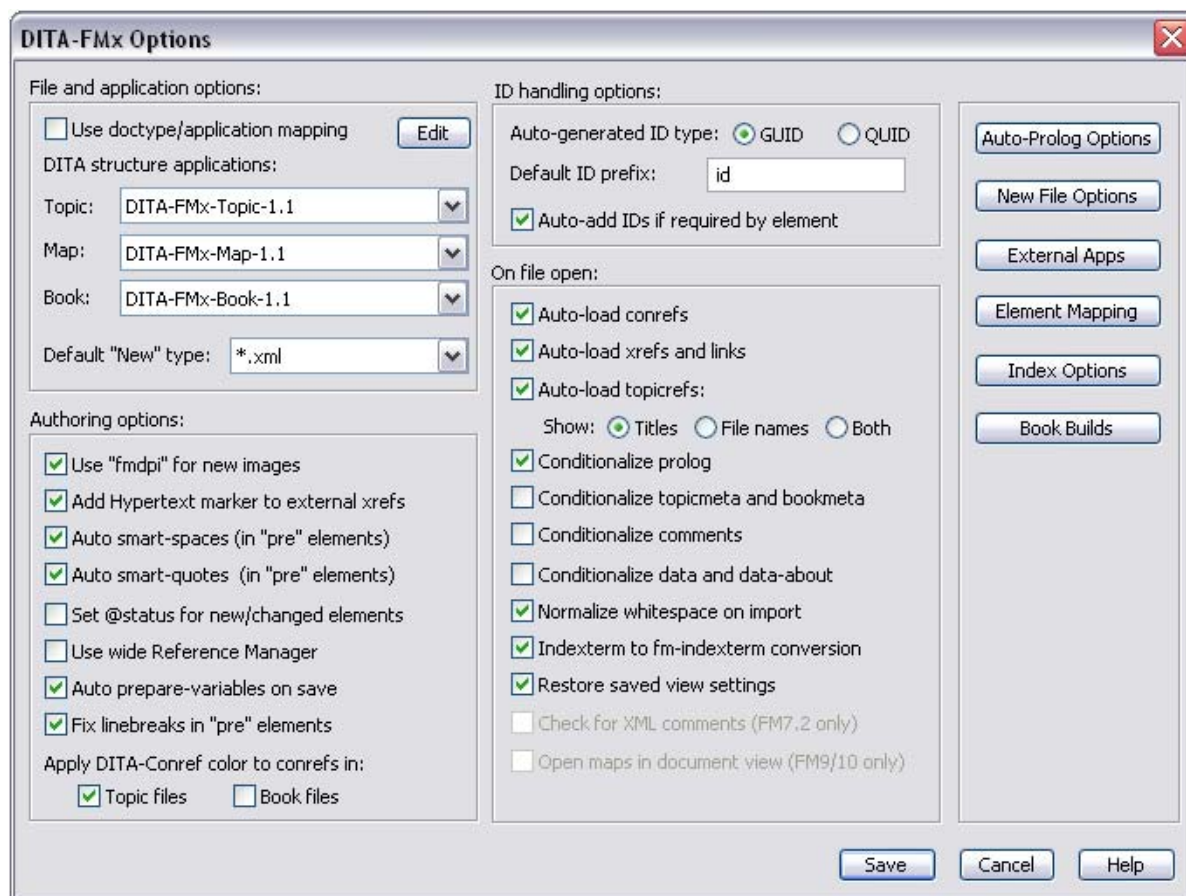 DITA-FMx Options
File and application options:
Use doctype/application mapping
Edit
DITA structure applications:
Topic: DITA-FMx-Topic-1.1
Map: DITA-FMx-Map-1.1
Book: DITA-FMx-Book-1.1
Default "New" type: *.xml
Authoring options:
Use "fmdpi" for new images
Add Hypertext marker to external xrefs
Auto smart-spaces (in "pre" elements)
Auto smart-quotes (in "pre" elements)
Set @status for new/changed elements
Use wide Reference Manager
Auto prepare-variables on save
Fix linebreaks in "pre" elements
Apply DITA-Conref color to conrefs in:
Topic files Book files
ID handling options:
Auto-generated ID type: GUID QUID
Default ID prefix: id
Auto-add IDs if required by element
On file open:
Auto-load conrefs
Auto-load xrefs and links
Auto-load topicrefs:
Show: Titles File names Both
Conditionalize prolog
Conditionalize topicmeta and bookmeta
Conditionalize comments
Conditionalize data and data-about
Normalize whitespace on import
Indexterm to fm-indexterm conversion
Restore saved view settings
Check for XML comments (FM7.2 only)
Open maps in document view (FM9/10 only)
Auto-Prolog Options
New File Options
External Apps
Element Mapping
Index Options
Book Builds
Save Cancel Help